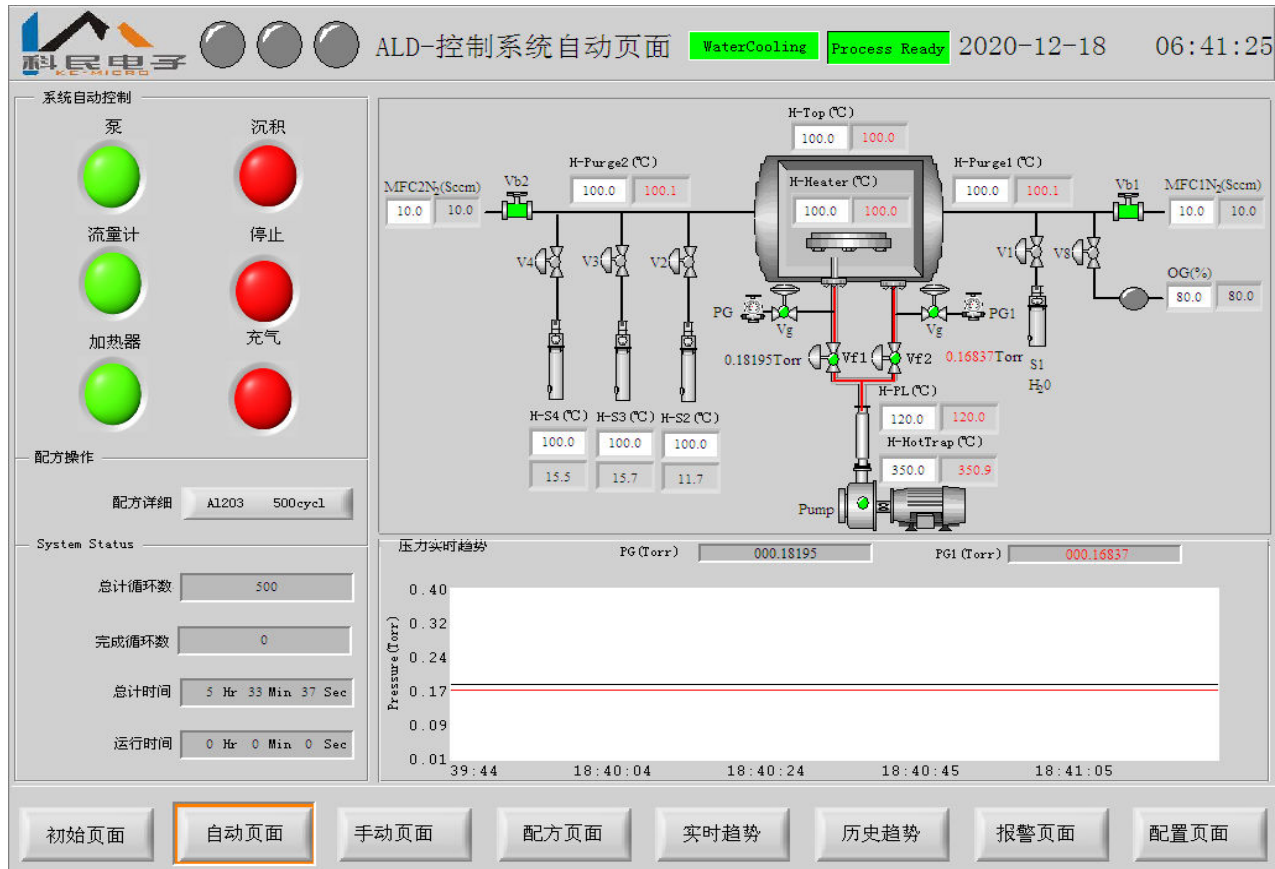 科民电子
KE-MICRO
ALD-控制系统自动页面
WaterCooling
Process Ready
2020-12-18
06:41:25
系统自动控制
泵
沉积
流量计
停止
加热器
充气
配方操作
配方详细
Al203 500cycl
System Status
总计循环数
500
完成循环数
0
总计时间
5 Hr 33 Min 37 Sec
运行时间
0 Hr 0 Min 0 Sec
H-Top(℃)
100.0 100.0
H-Purge2(℃)
100.0 100.1
H-Purge1(℃)
100.0 100.1
MFC2N2(Sccm)
10.0 10.0
Vb2
H-Heater(℃)
100.0 100.0
Vb1
MFC1N2(Sccm)
10.0 10.0
V4
V3
V2
V1
V8
OG(%)
80.0 80.0
PG
Vg
Vg
PG1
0.18195Torr
Vf1
Vf2
0.16837Torr
S1
H20
H-PL(℃)
120.0 120.0
H-S4(℃) H-S3(℃) H-S2(℃)
100.0 100.0 100.0
15.5 15.7 11.7
H-HotTrap(℃)
350.0 350.9
Pump
压力实时趋势
PG(Torr)
000.18195
PG1(Torr)
000.16837
Pressure(Torr)
0.40
0.32
0.24
0.17
0.09
0.01
39:44 18:40:04 18:40:24 18:40:45 18:41:05
初始页面
自动页面
手动页面
配方页面
实时趋势
历史趋势
报警页面
配置页面